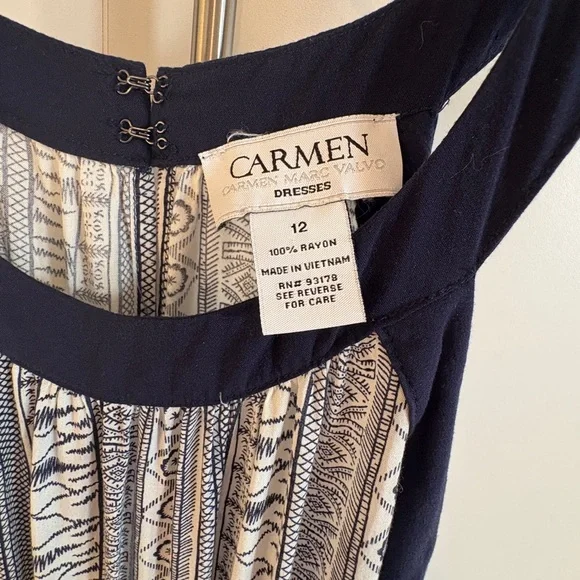 CARMEN
CARMEN MARC VALVO
DRESSES
12
100% RAYON
MADE IN VIETNAM
RN# 93178
SEE REVERSE
FOR CARE